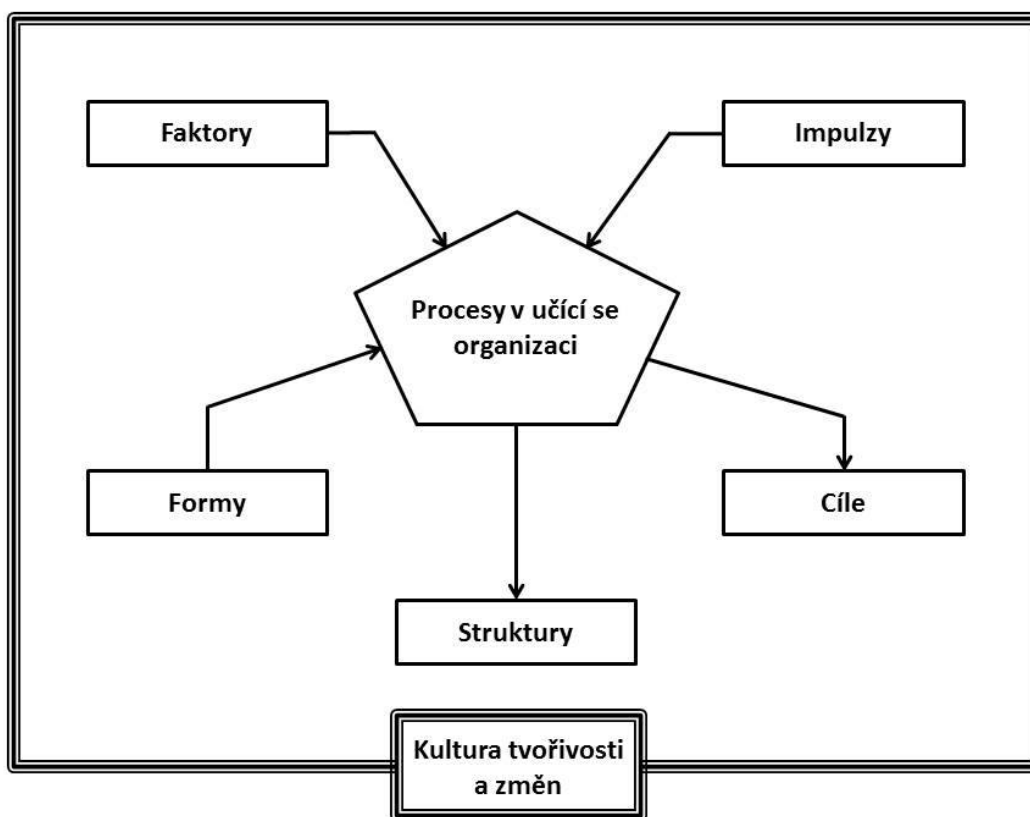 Faktory
Impulzy
Procesy v učící se
organizaci
Formy
Cíle
Struktury
Kultura tvořivosti
a změn